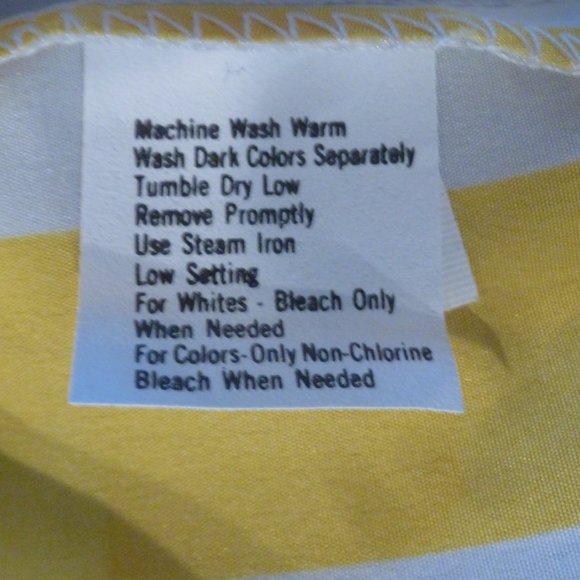 Machine Wash Warm
Wash Dark Colors Separately
Tumble Dry Low
Remove Promptly
Use Steam Iron
Low Setting
For Whites - Bleach Only
When Needed
For Colors-Only Non-Chlorine
Bleach When Needed